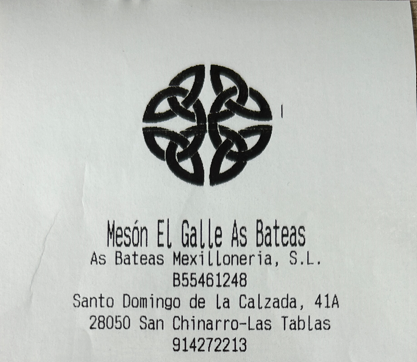 Mesón El Galle As Bateas
As Bateas Mexilloneria, S.L.
B55461248
Santo Domingo de la Calzada, 41A
28050 San Chinarro-Las Tablas
914272213